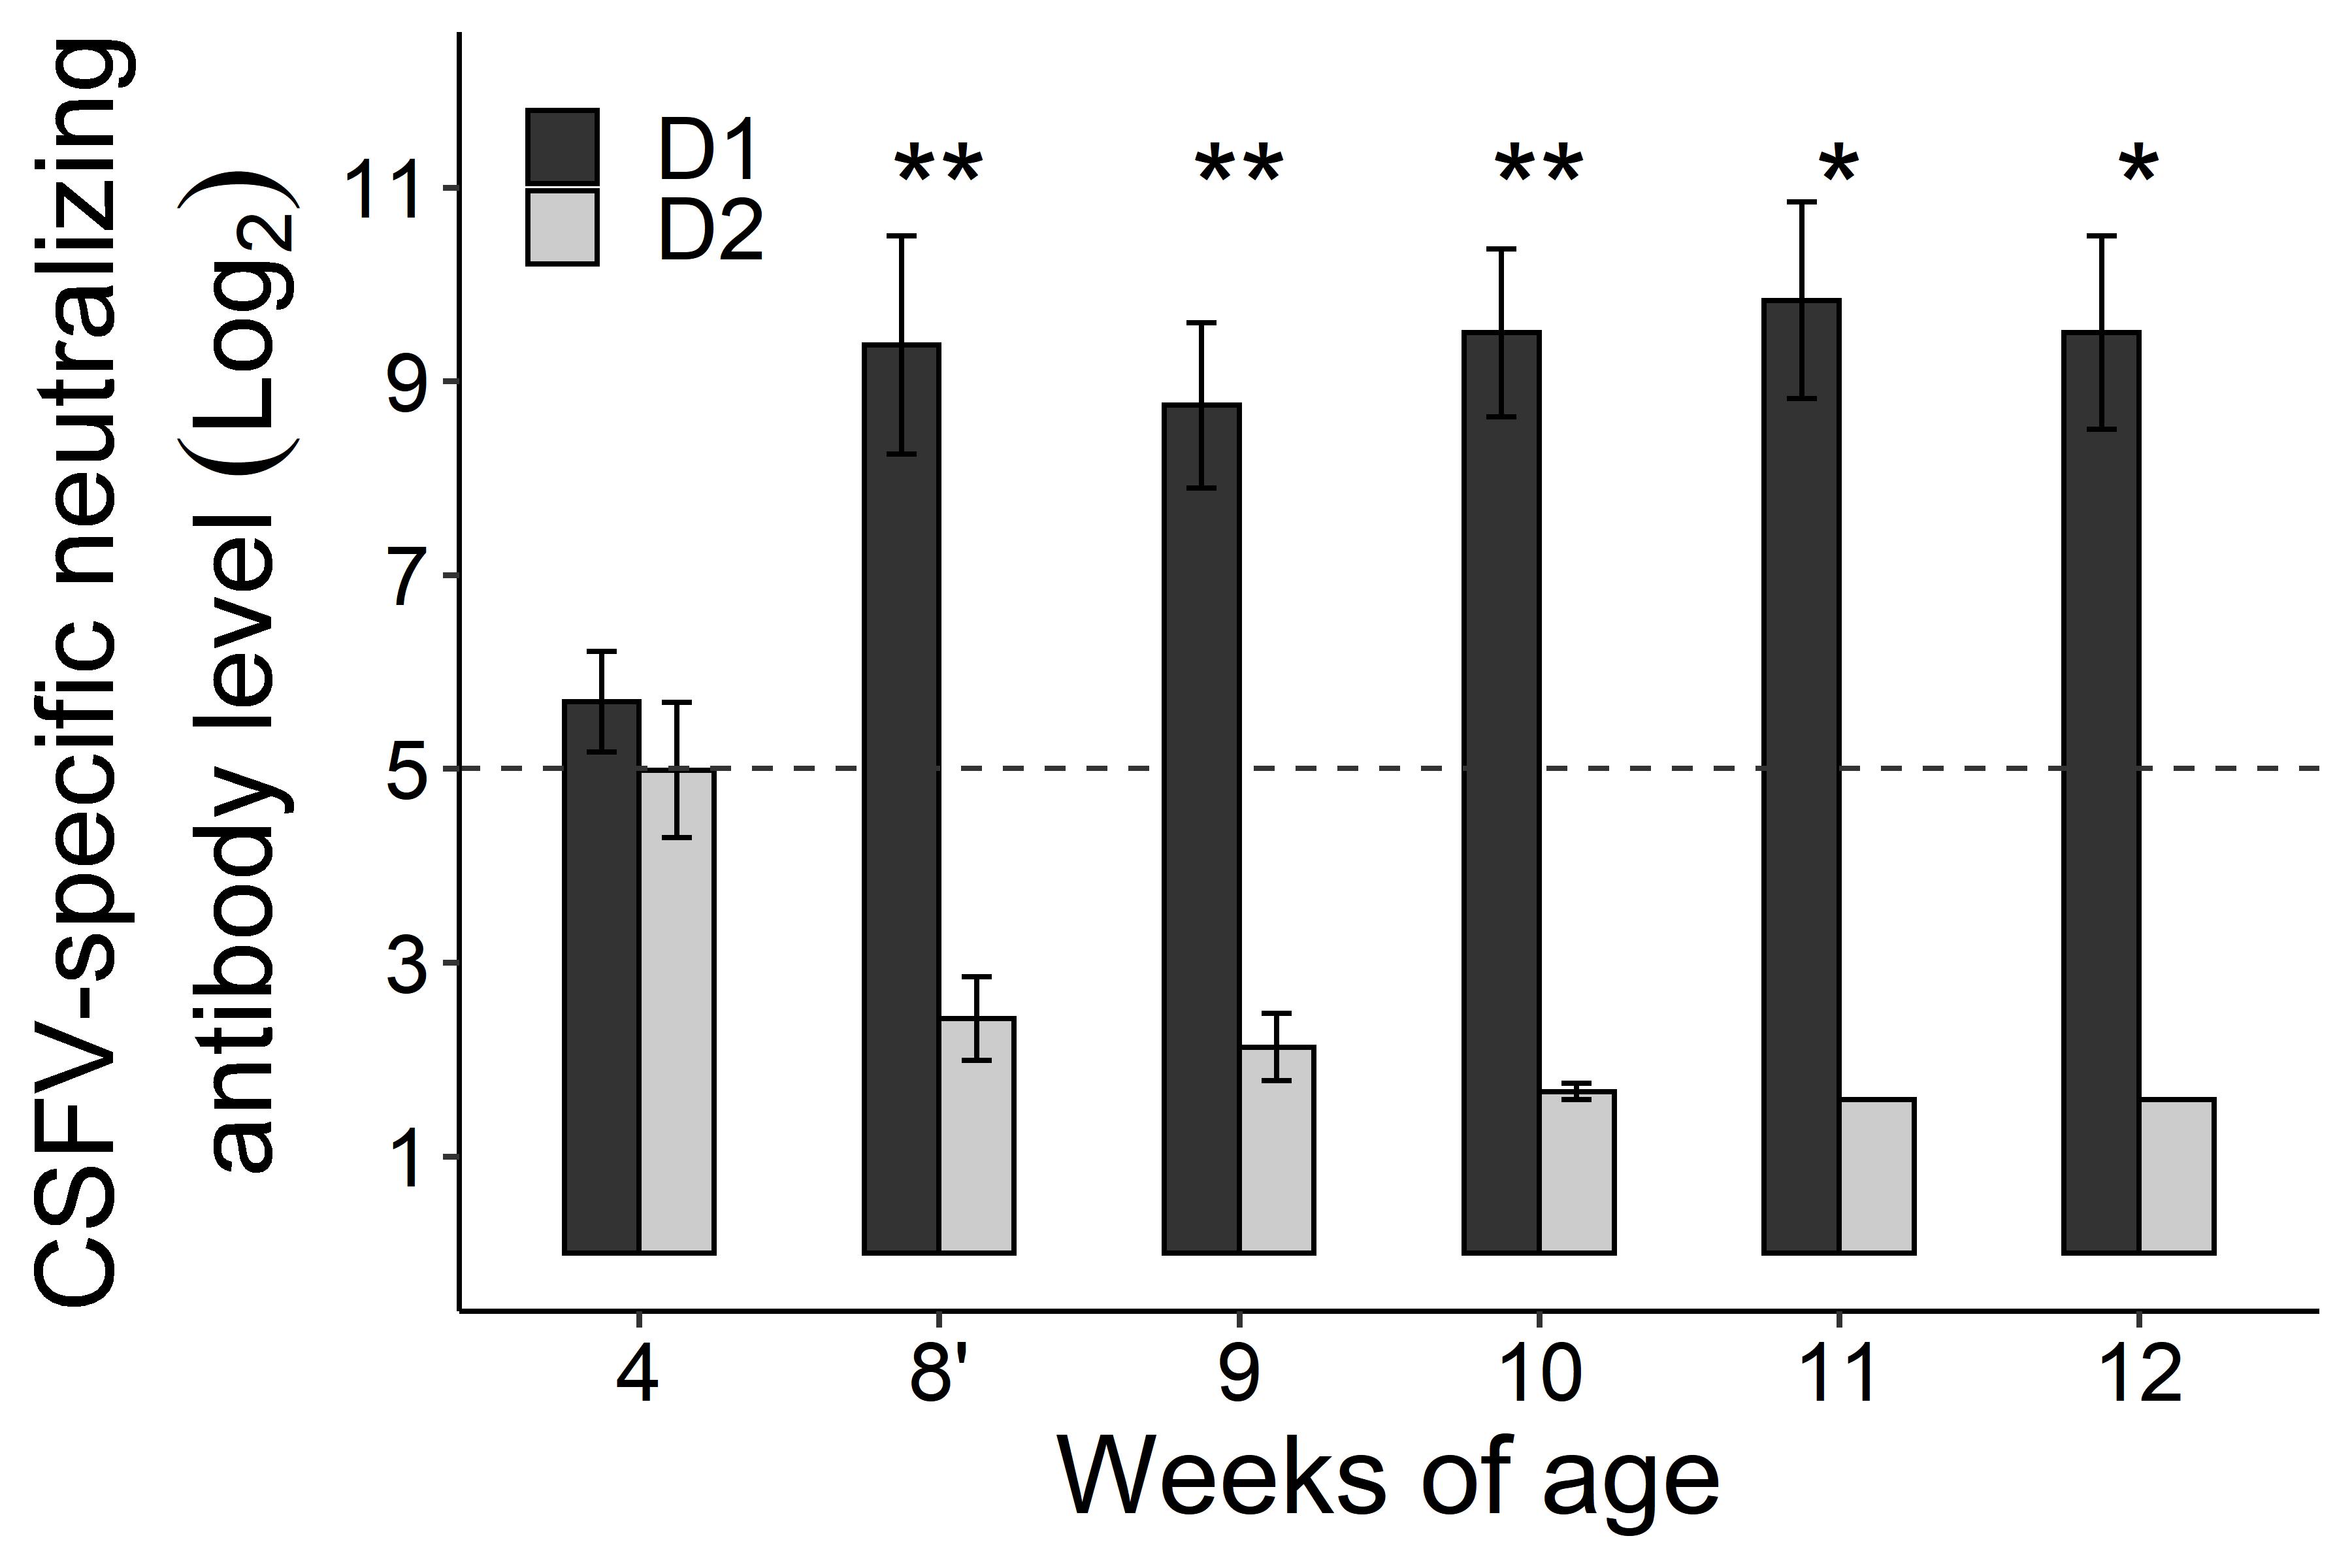 CSFV-specific neutralizing
antibody level (Log₂)
D1
D2
** ** ** * *
11
9
7
5
3
1
4 8' 9 10 11 12
Weeks of age